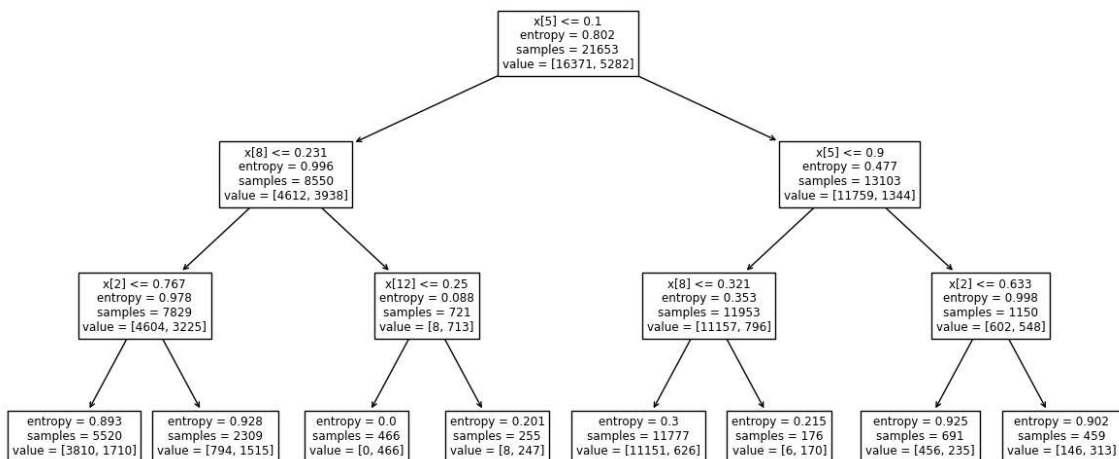 x[5] <= 0.1
entropy = 0.802
samples = 21653
value = [16371, 5282]
x[8] <= 0.231
entropy = 0.996
samples = 8550
value = [4612, 3938]
x[5] <= 0.9
entropy = 0.477
samples = 13103
value = [11759, 1344]
x[2] <= 0.767
entropy = 0.978
samples = 7829
value = [4604, 3225]
x[12] <= 0.25
entropy = 0.088
samples = 721
value = [8, 713]
x[8] <= 0.321
entropy = 0.353
samples = 11953
value = [11157, 796]
x[2] <= 0.633
entropy = 0.998
samples = 1150
value = [602, 548]
entropy = 0.893
samples = 5520
value = [3810, 1710]
entropy = 0.928
samples = 2309
value = [794, 1515]
entropy = 0.0
samples = 466
value = [0, 466]
entropy = 0.201
samples = 255
value = [8, 247]
entropy = 0.3
samples = 11777
value = [11151, 626]
entropy = 0.215
samples = 176
value = [6, 170]
entropy = 0.925
samples = 691
value = [456, 235]
entropy = 0.902
samples = 459
value = [146, 313]